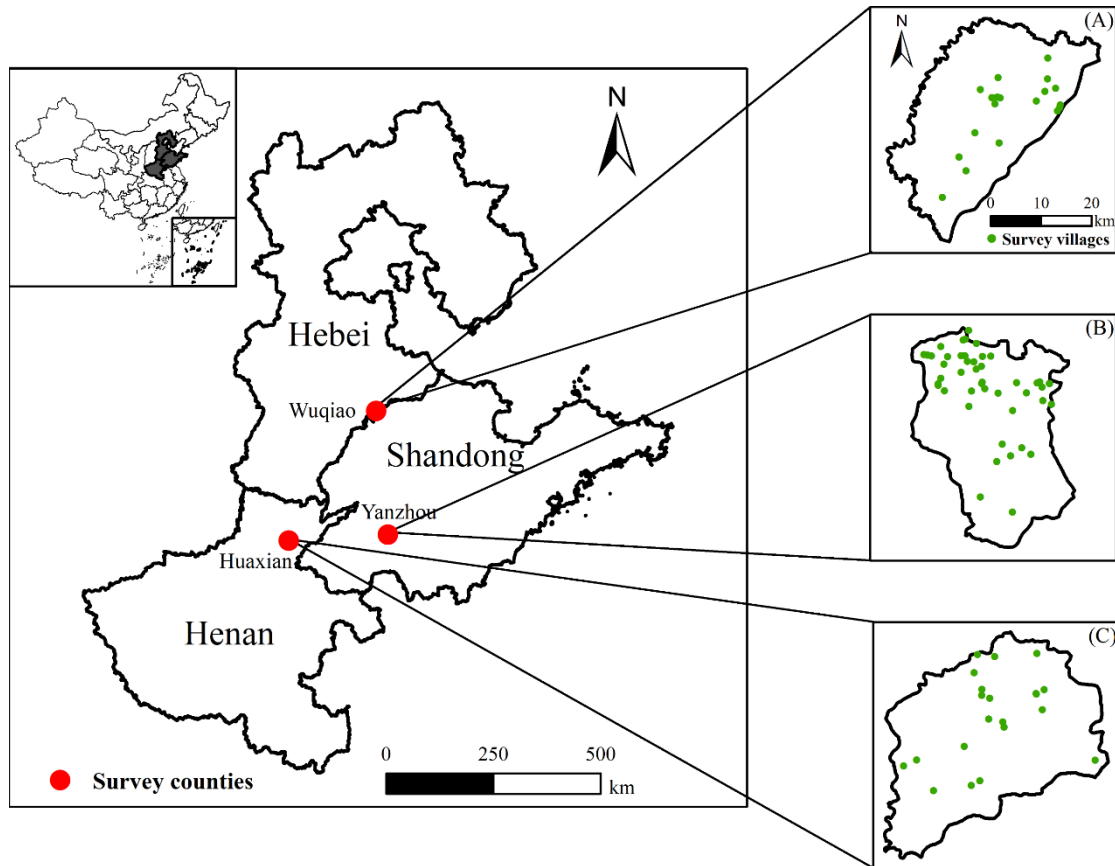 N
Hebei
Wuqiao
Shandong
Yanzhou
Huaxian
Henan
0 250 500
km
Survey counties
(A)
N
0 10 20
km
Survey villages
(B)
(C)